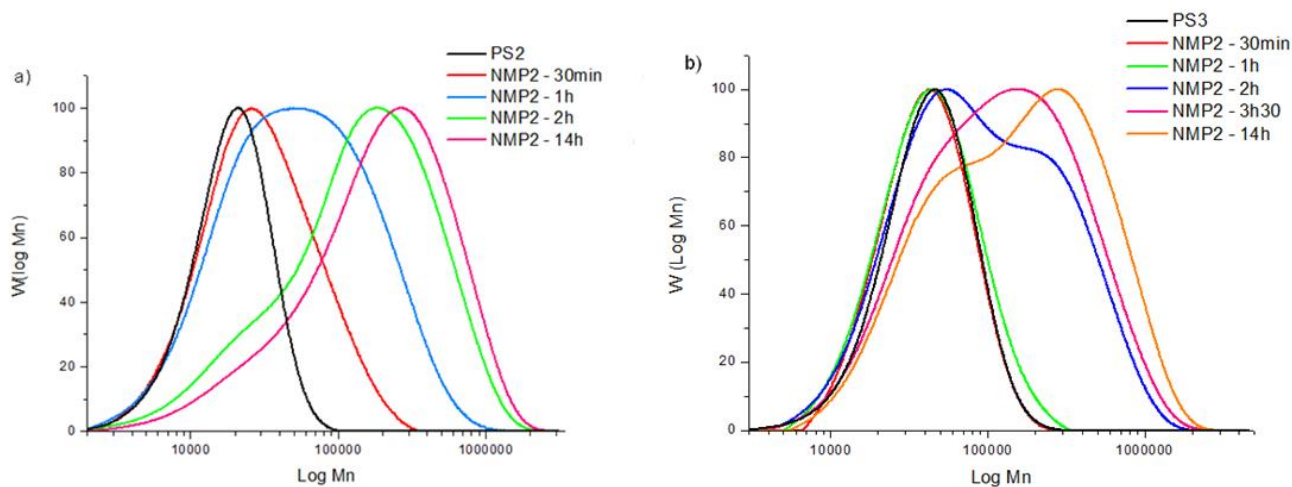 a)
PS2
NMP2 - 30min
NMP2 - 1h
NMP2 - 2h
NMP2 - 14h
W(log Mn)
100
80
60
40
20
0
10000 100000 1000000
Log Mn
b)
PS3
NMP2 - 30min
NMP2 - 1h
NMP2 - 2h
NMP2 - 3h30
NMP2 - 14h
W (Log Mn)
100
80
60
40
20
0
10000 100000 1000000
Log Mn